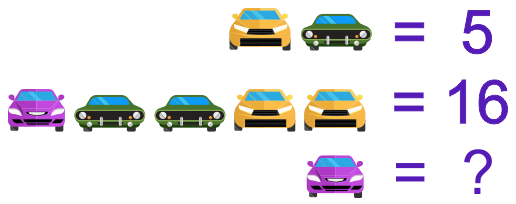 = 5
= 16
= ?